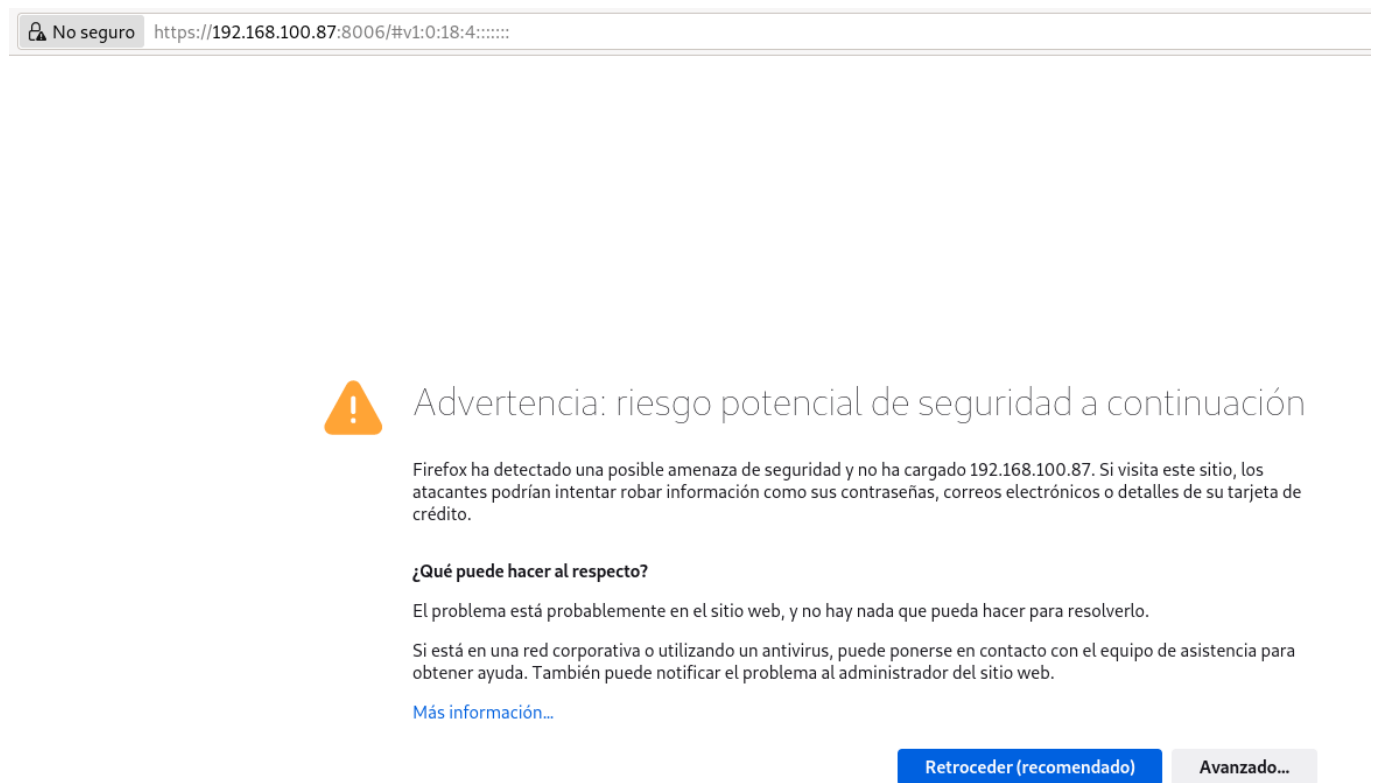 No seguro https://192.168.100.87:8006/#v1:0:18:4:::::::
Advertencia: riesgo potencial de seguridad a continuación
Firefox ha detectado una posible amenaza de seguridad y no ha cargado 192.168.100.87. Si visita este sitio, los
atacantes podrían intentar robar información como sus contraseñas, correos electrónicos o detalles de su tarjeta de
crédito.
¿Qué puede hacer al respecto?
El problema está probablemente en el sitio web, y no hay nada que pueda hacer para resolverlo.
Si está en una red corporativa o utilizando un antivirus, puede ponerse en contacto con el equipo de asistencia para
obtener ayuda. También puede notificar el problema al administrador del sitio web.
Más información...
Retroceder (recomendado) Avanzado...